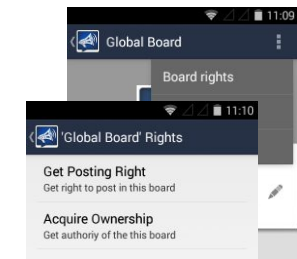 11:09
Global Board
Board rights
11:10
'Global Board' Rights
Get Posting Right
Get right to post in this board
Acquire Ownership
Get authoriy of the this board